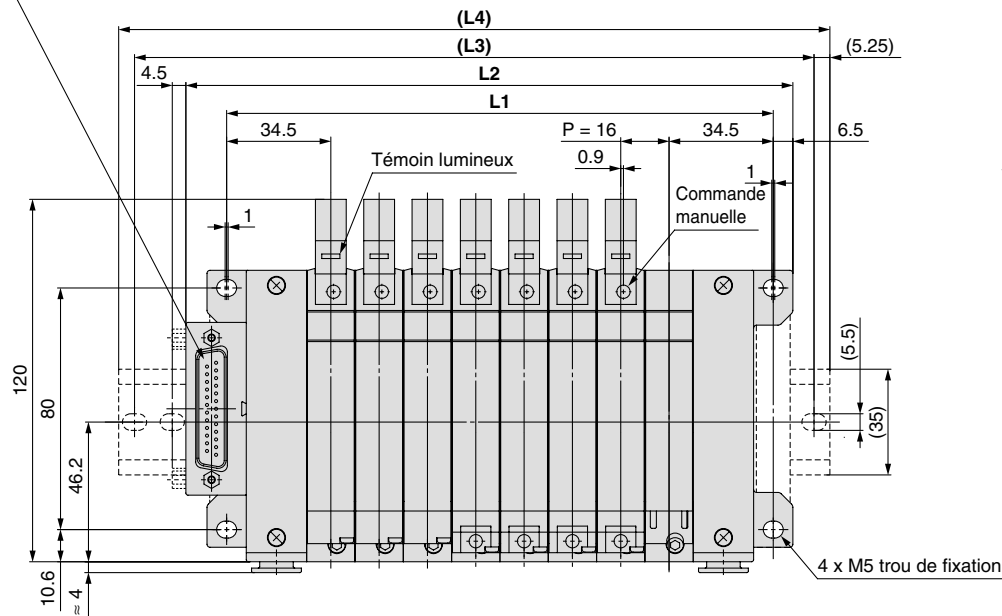 (L4)
(L3)
(5.25)
4.5
L2
L1
34.5
P = 16
34.5
6.5
Témoin lumineux
0.9
1
Commande
manuelle
1
120
80
46.2
(5.5)
(35)
10.6
≈ 4
4 x M5 trou de fixation